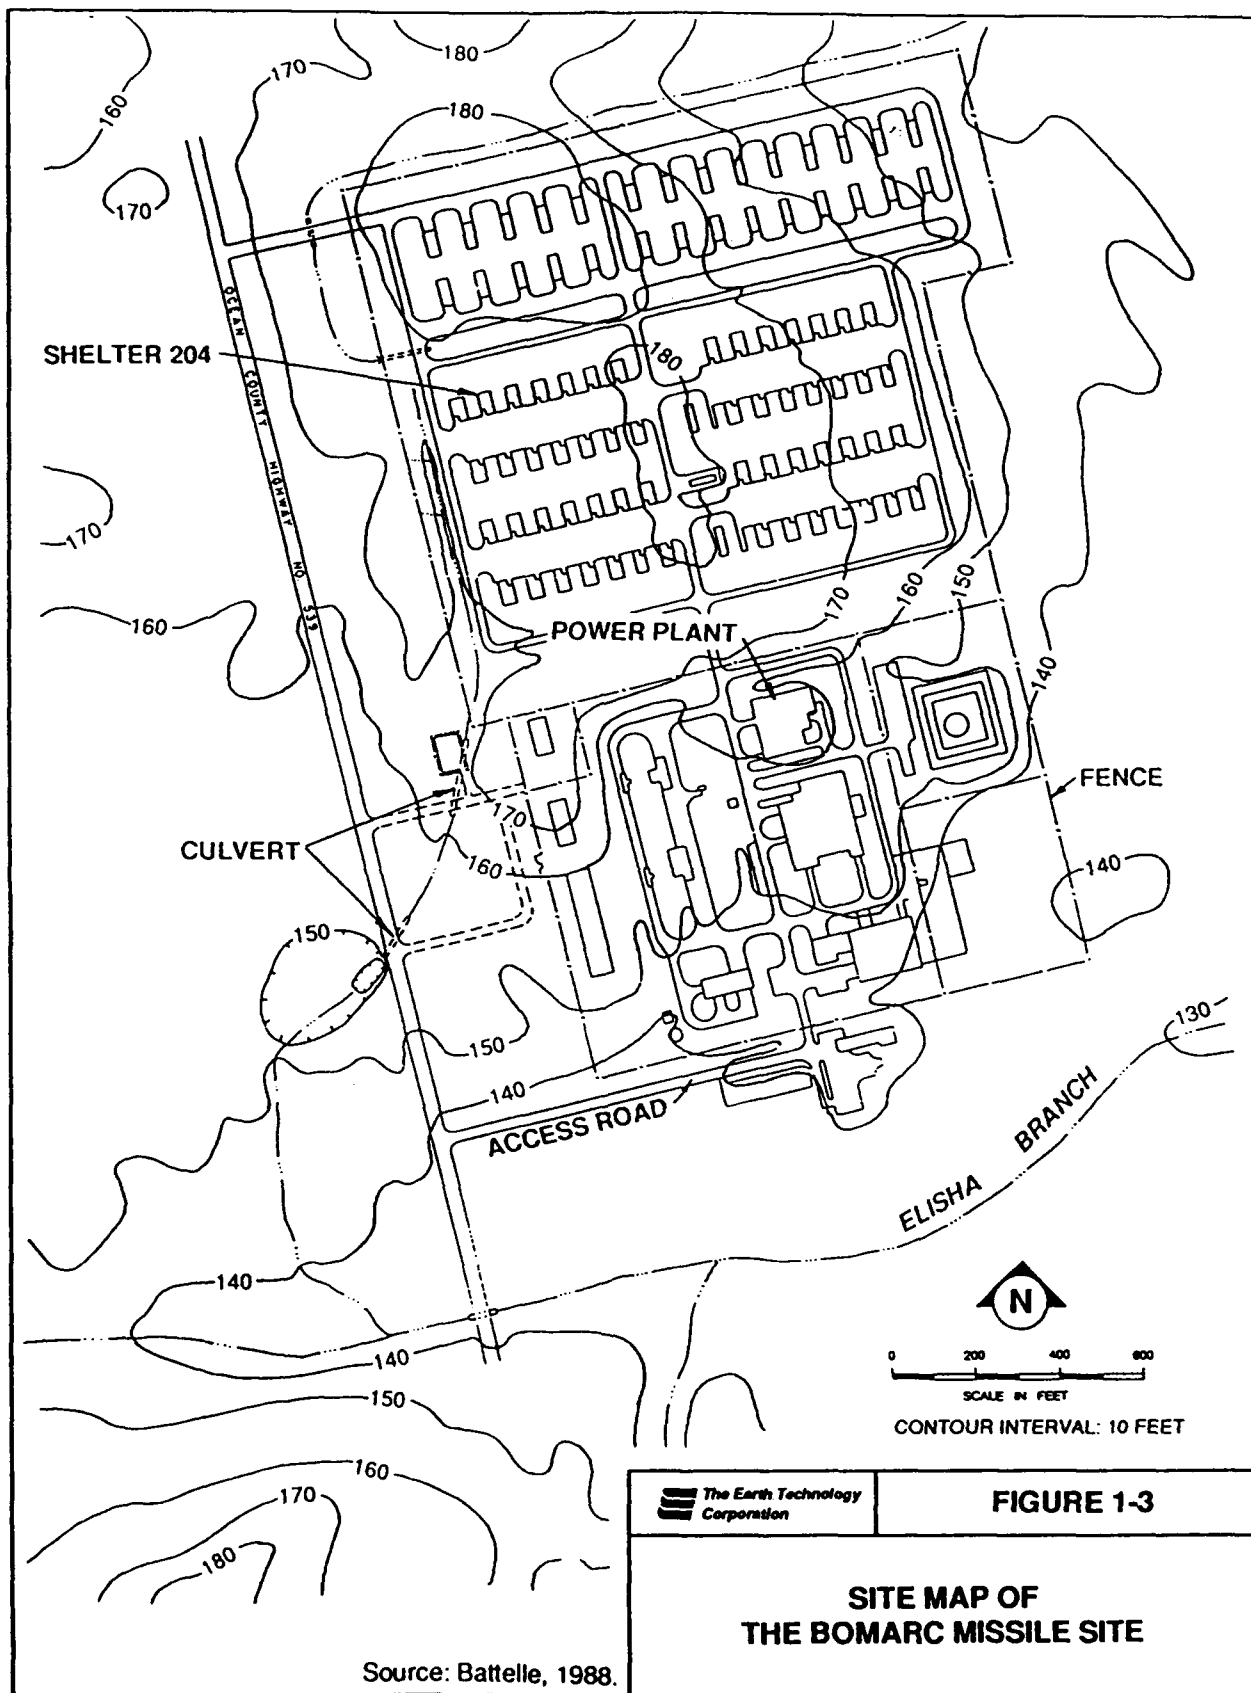 180
170
160
180
170
OCEAN COUNTY HIGHWAY NO. 539
SHELTER 204
180
170
160
POWER PLANT
170
160
150
140
FENCE
170
CULVERT
160
140
150
150
140
130
ACCESS ROAD
ELISHA BRANCH
140
N
140
0 200 400 600
SCALE IN FEET
150
CONTOUR INTERVAL: 10 FEET
160
170
180
The Earth Technology
Corporation
FIGURE 1-3
SITE MAP OF
THE BOMARC MISSILE SITE
Source: Battelle, 1988.